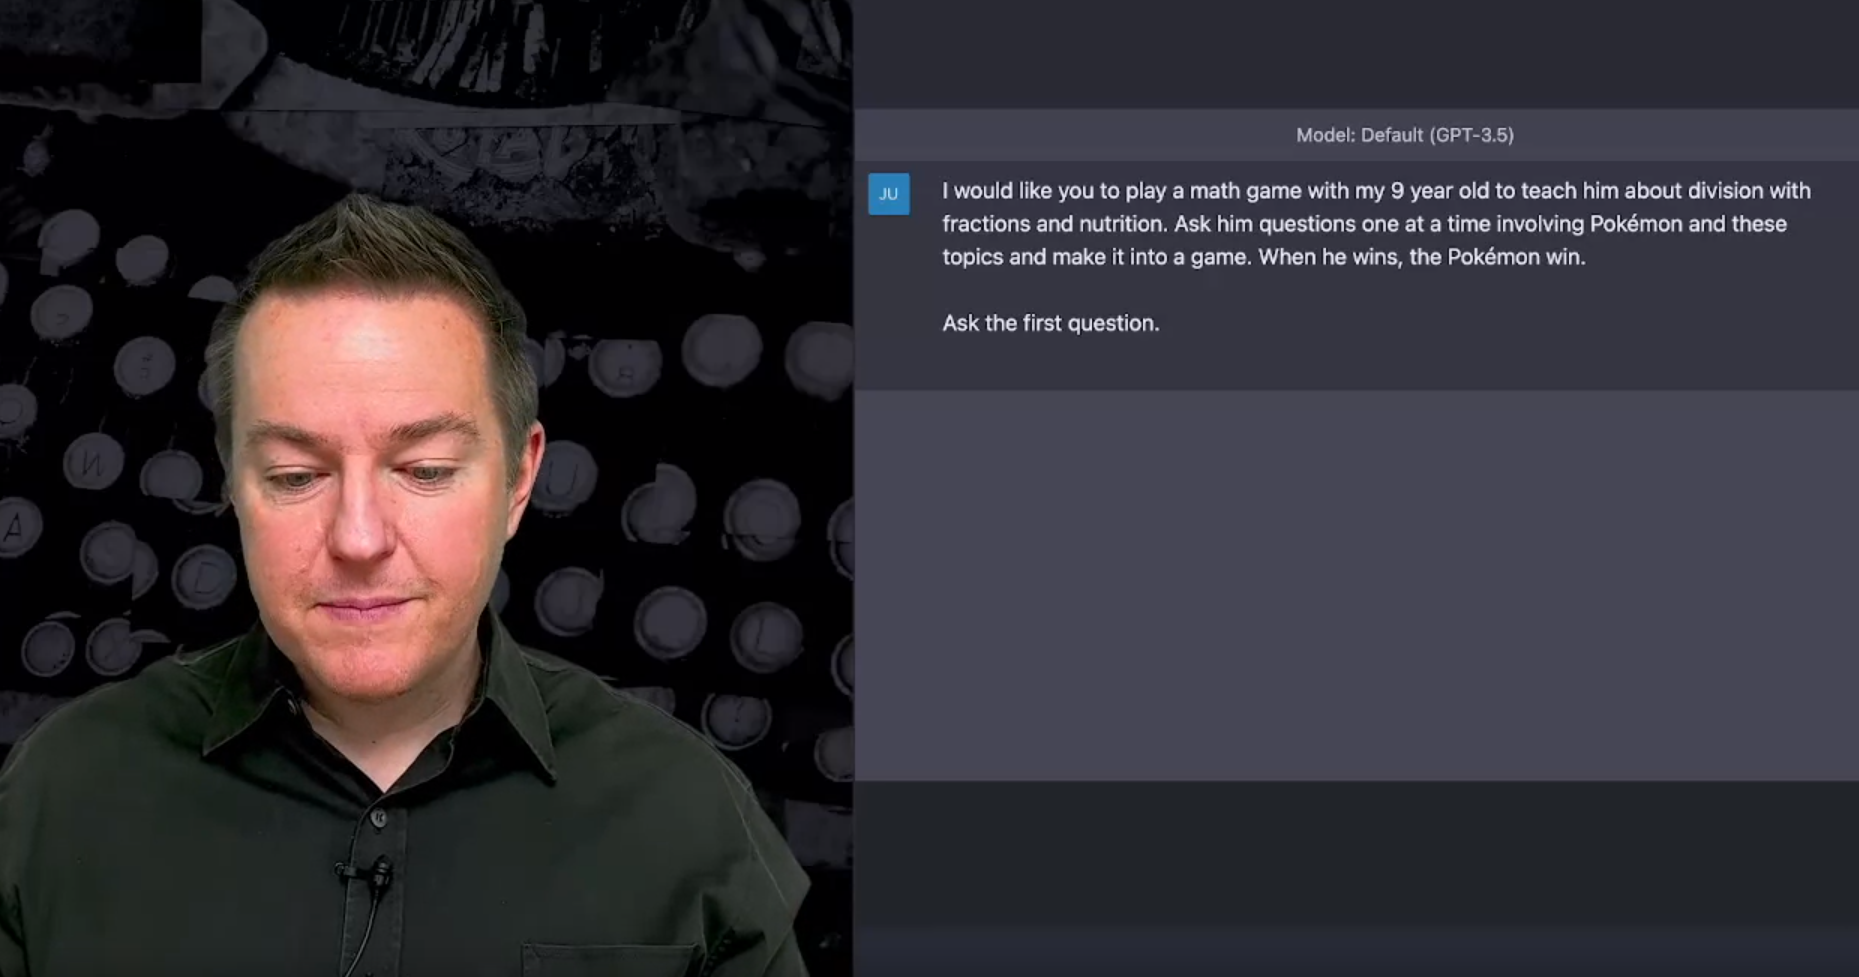 Model: Default (GPT-3.5)
JU
I would like you to play a math game with my 9 year old to teach him about division with
fractions and nutrition. Ask him questions one at a time involving Pokémon and these
topics and make it into a game. When he wins, the Pokémon win.
Ask the first question.